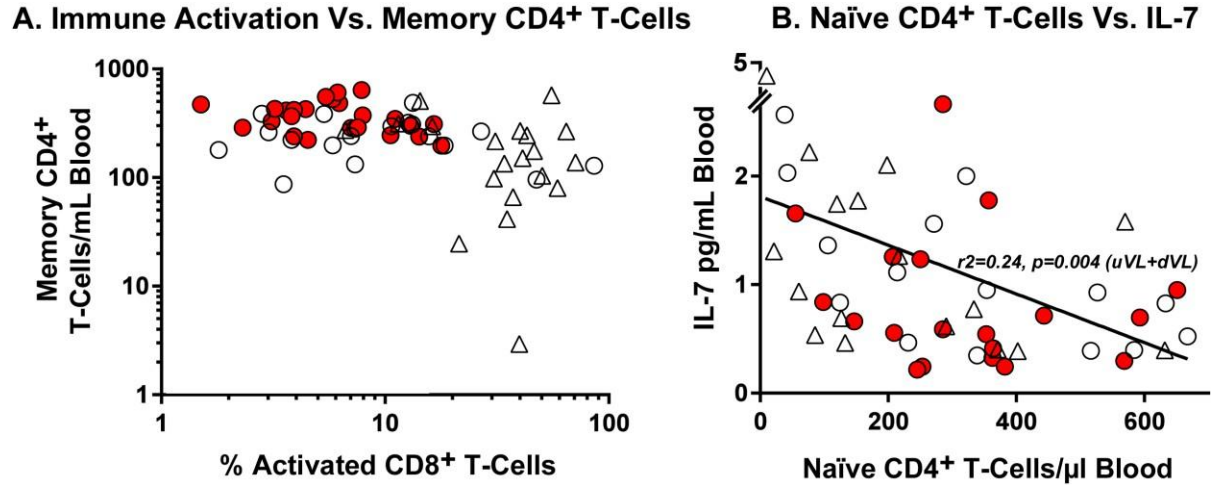 A. Immune Activation Vs. Memory CD4⁺ T-Cells
Memory CD4⁺
T-Cells/mL Blood
1000
100
10
1
1
10
100
% Activated CD8⁺ T-Cells
B. Naïve CD4⁺ T-Cells Vs. IL-7
IL-7 pg/mL Blood
5
2
1
0
r2=0.24, p=0.004 (uVL+dVL)
0
200
400
600
Naïve CD4⁺ T-Cells/µl Blood